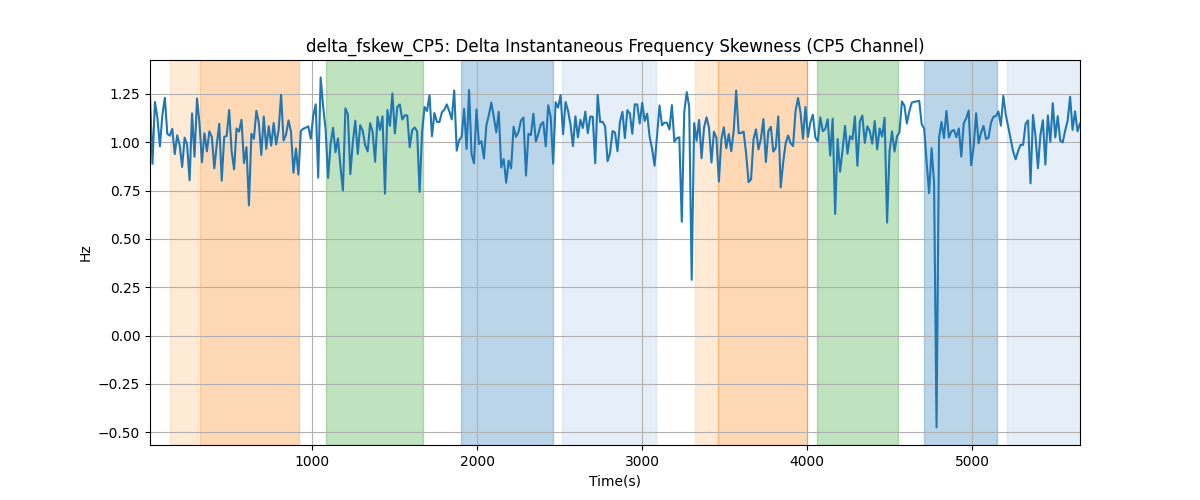 delta_fskew_CP5: Delta Instantaneous Frequency Skewness (CP5 Channel)
1.25
1.00
0.75
0.50
0.25
0.00
−0.25
−0.50
Hz
1000 2000 3000 4000 5000
Time(s)